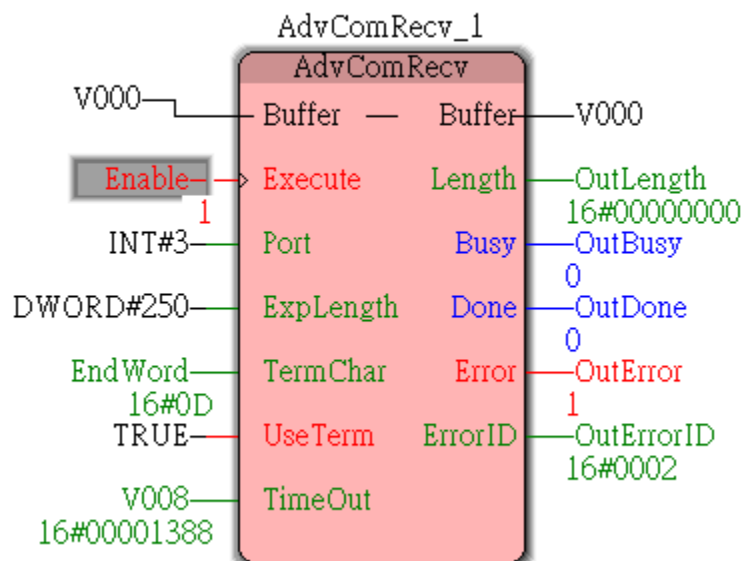 AdvComRecv_1
AdvComRecv
V000 Buffer — Buffer V000
Enable Execute Length OutLength
1 16#00000000
INT#3 Port Busy OutBusy
0
DWORD#250 ExpLength Done OutDone
0
EndWord TermChar Error OutError
16#0D 1
TRUE UseTerm ErrorID OutErrorID
16#0002
V008 TimeOut
16#00001388